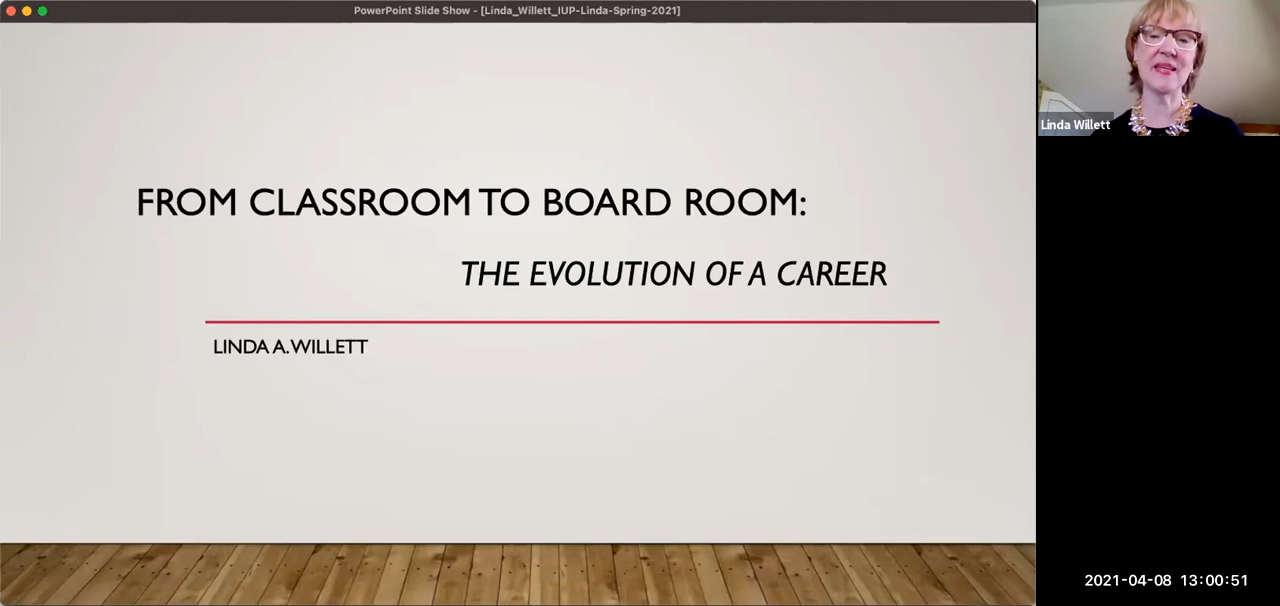 PowerPoint Slide Show - [Linda_Willett_IUP-Linda-Spring-2021]
Linda Willett
FROM CLASSROOM TO BOARD ROOM:
THE EVOLUTION OF A CAREER
LINDA A. WILLETT
2021-04-08 13:00:51